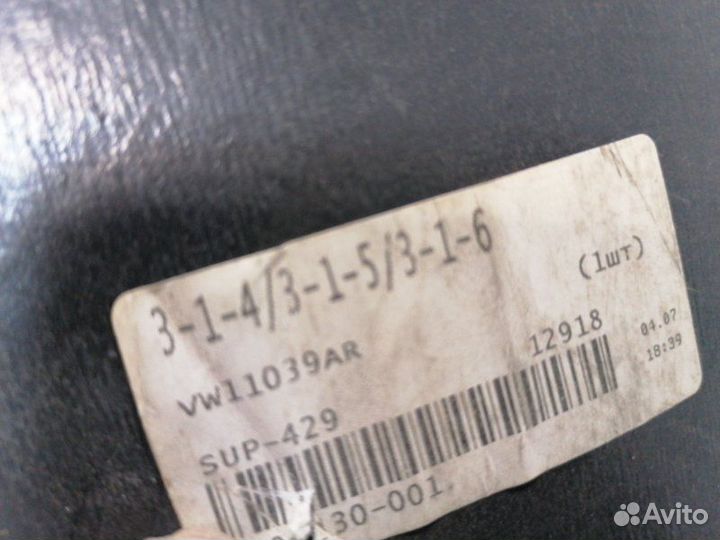 3-1-4/3-1-5/3-1-6
(1шт)
VW11039AR
12918
04.07
18:39
SUP-429
30-001
Avito